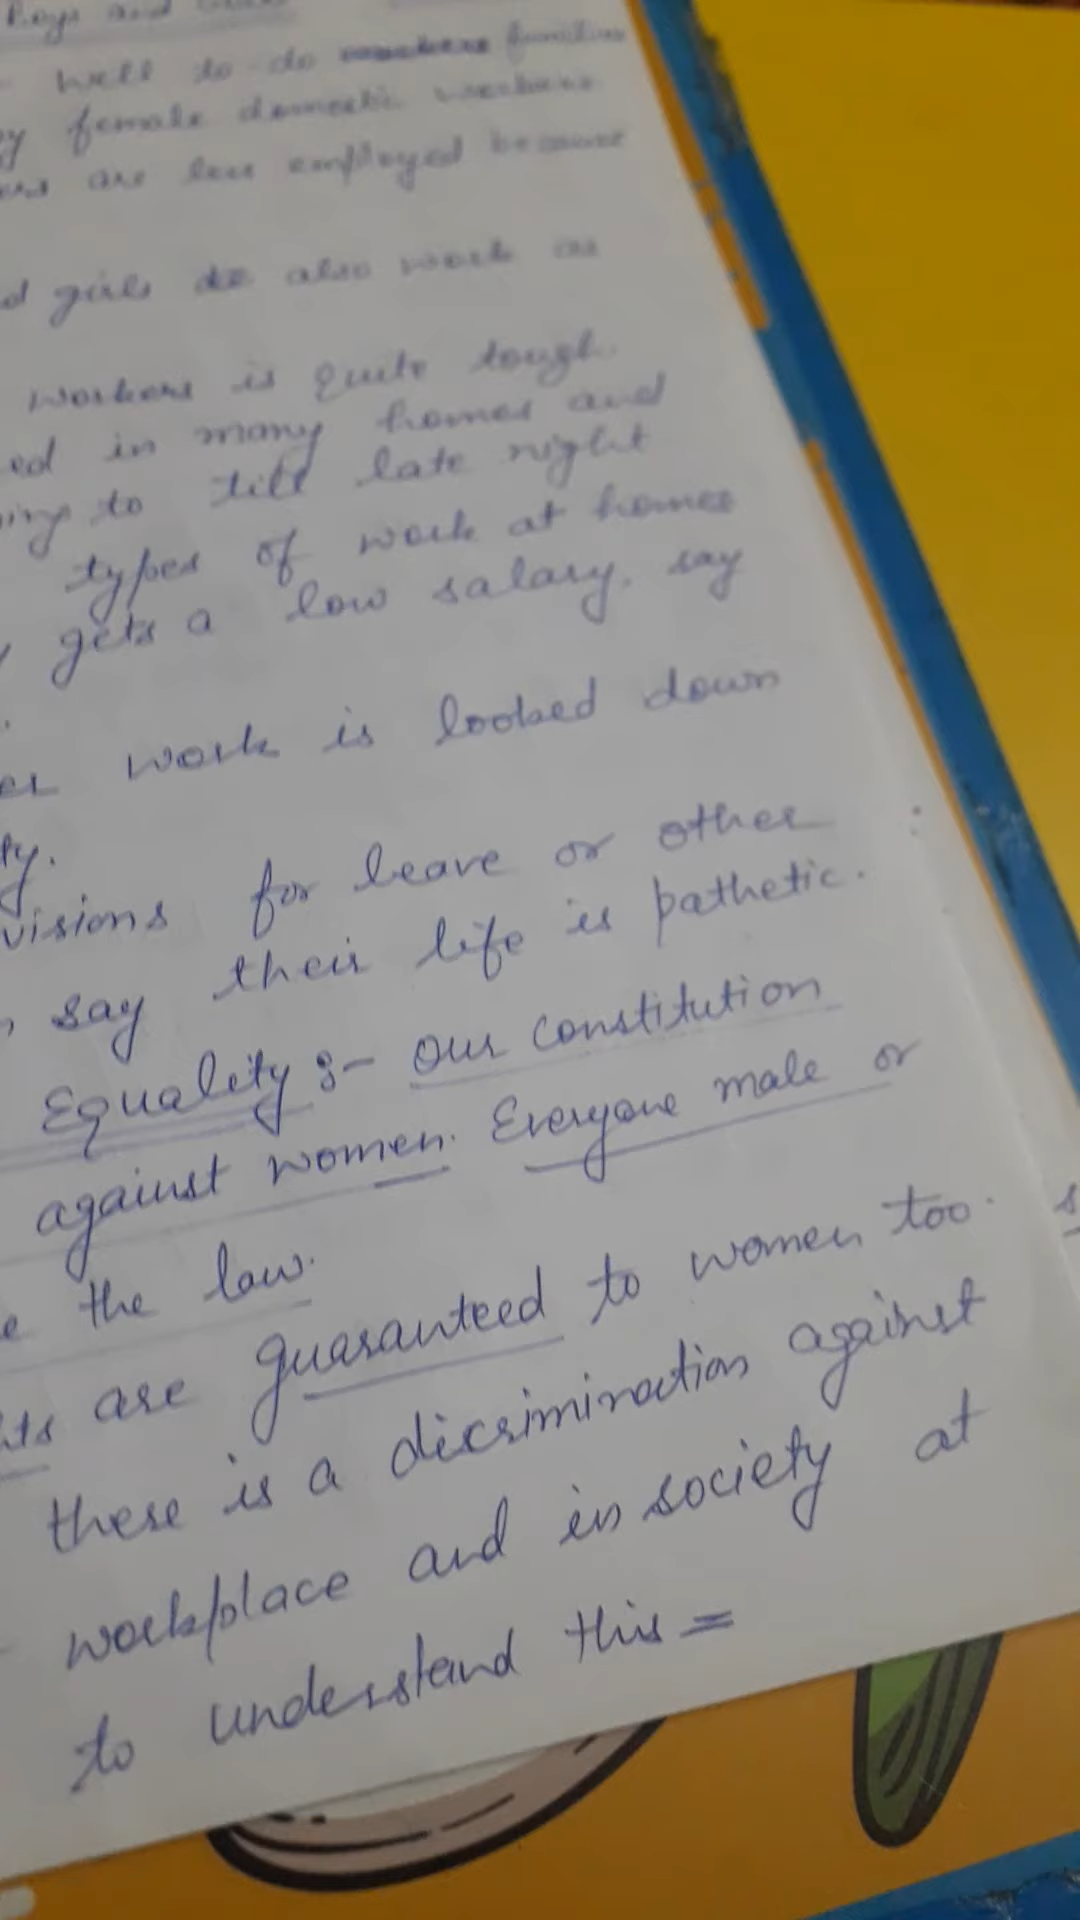 boys and
well to do families
female domestic workers
are less employed because
girls do also work as
workers is quite tough.
ed in many homes and
to till late night
types of work at homes
gets a low salary, say
work is looked down
ty.
visions for leave or other
say their life is pathetic.
Equality :- Our constitution
against women. Everyone male or
e the law.
are guaranteed to women too.
there is a discrimination against
workplace and in society at
to understand this =